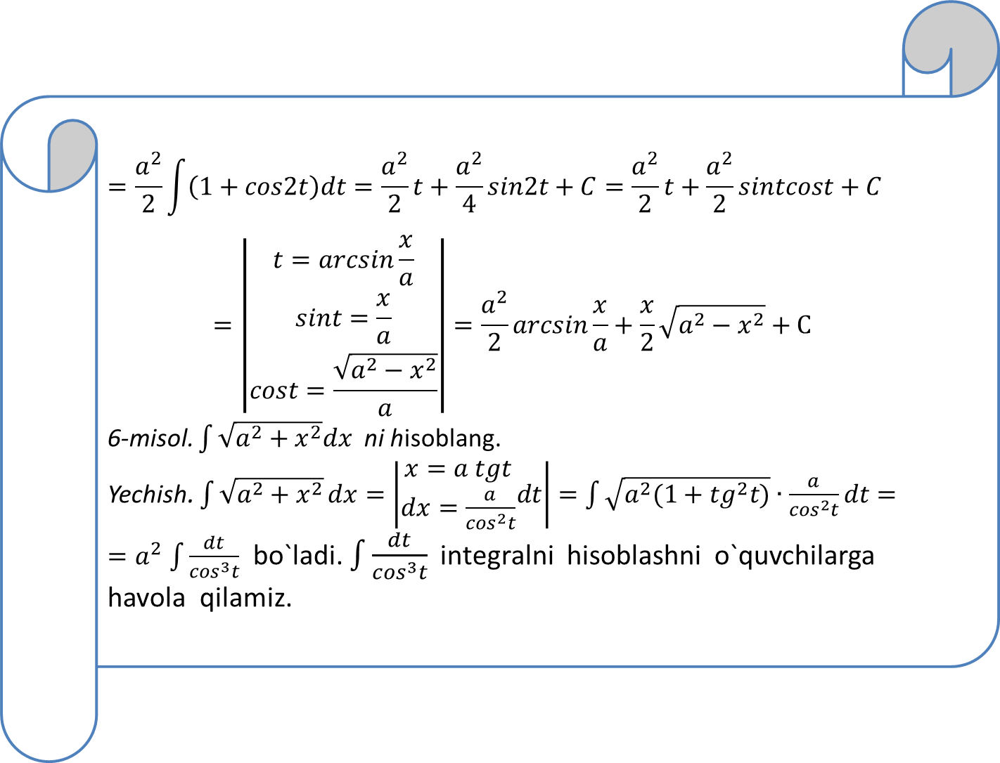 = a²/2 ∫(1 + cos2t)dt = a²/2 t + a²/4 sin2t + C = a²/2 t + a²/2 sintcost + C
= | t = arcsin x/a; sint = x/a; cost = √(a² − x²)/a | = a²/2 arcsin x/a + x/2 √(a² − x²) + C
6-misol. ∫ √(a² + x²)dx ni hisoblang.
Yechish. ∫ √(a² + x²) dx = | x = a tgt; dx = a/cos²t dt | = ∫ √(a²(1 + tg²t)) · a/cos²t dt =
= a² ∫ dt/cos³t bo`ladi. ∫ dt/cos³t integralni hisoblashni o`quvchilarga
havola qilamiz.